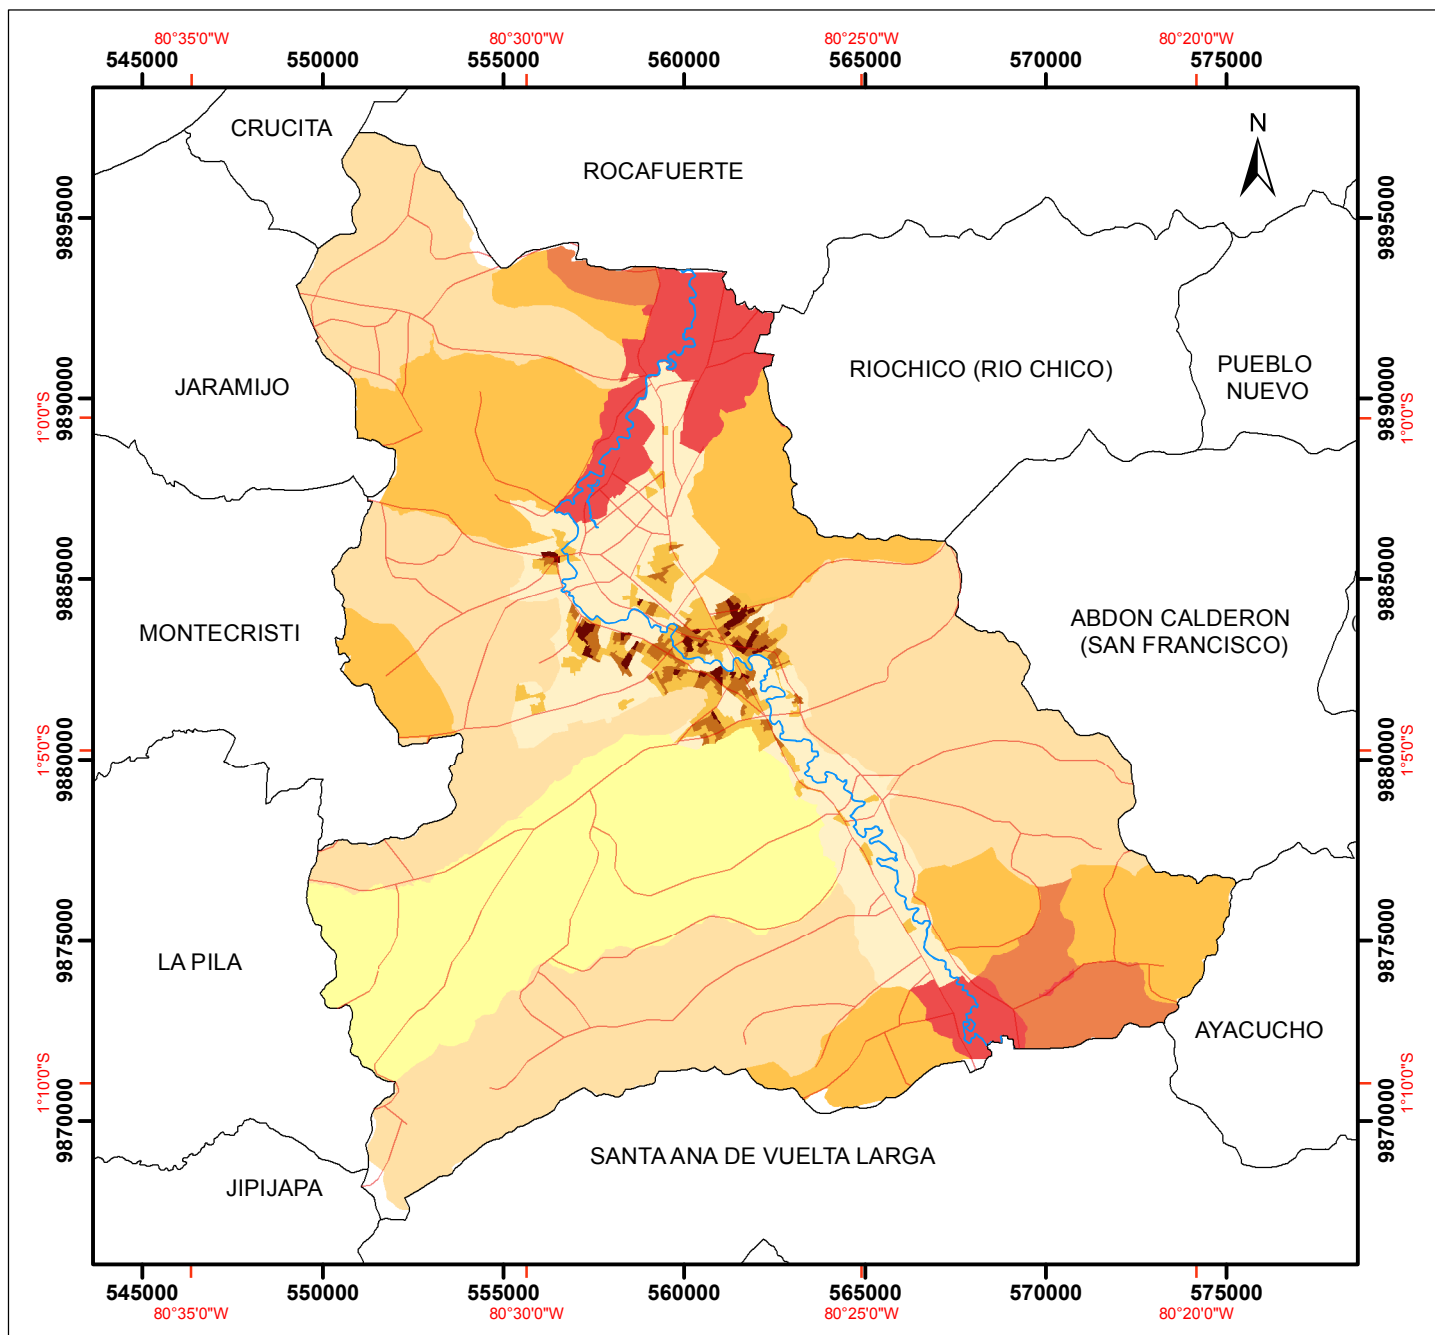 80°35'0"W 80°30'0"W 80°25'0"W 80°20'0"W
545000 550000 555000 560000 565000 570000 575000
CRUCITA
N
ROCAFUERTE
9895000 9895000
JARAMIJO
RIOCHICO (RIO CHICO)
PUEBLO
NUEVO
9890000 9890000
1°0'0"S 1°0'0"S
9885000 9885000
MONTECRISTI
ABDON CALDERON
(SAN FRANCISCO)
1°5'0"S 1°5'0"S
9880000 9880000
9875000 9875000
LA PILA
AYACUCHO
1°10'0"S 1°10'0"S
9870000 9870000
SANTA ANA DE VUELTA LARGA
JIPIJAPA
545000 550000 555000 560000 565000 570000 575000
80°35'0"W 80°30'0"W 80°25'0"W 80°20'0"W